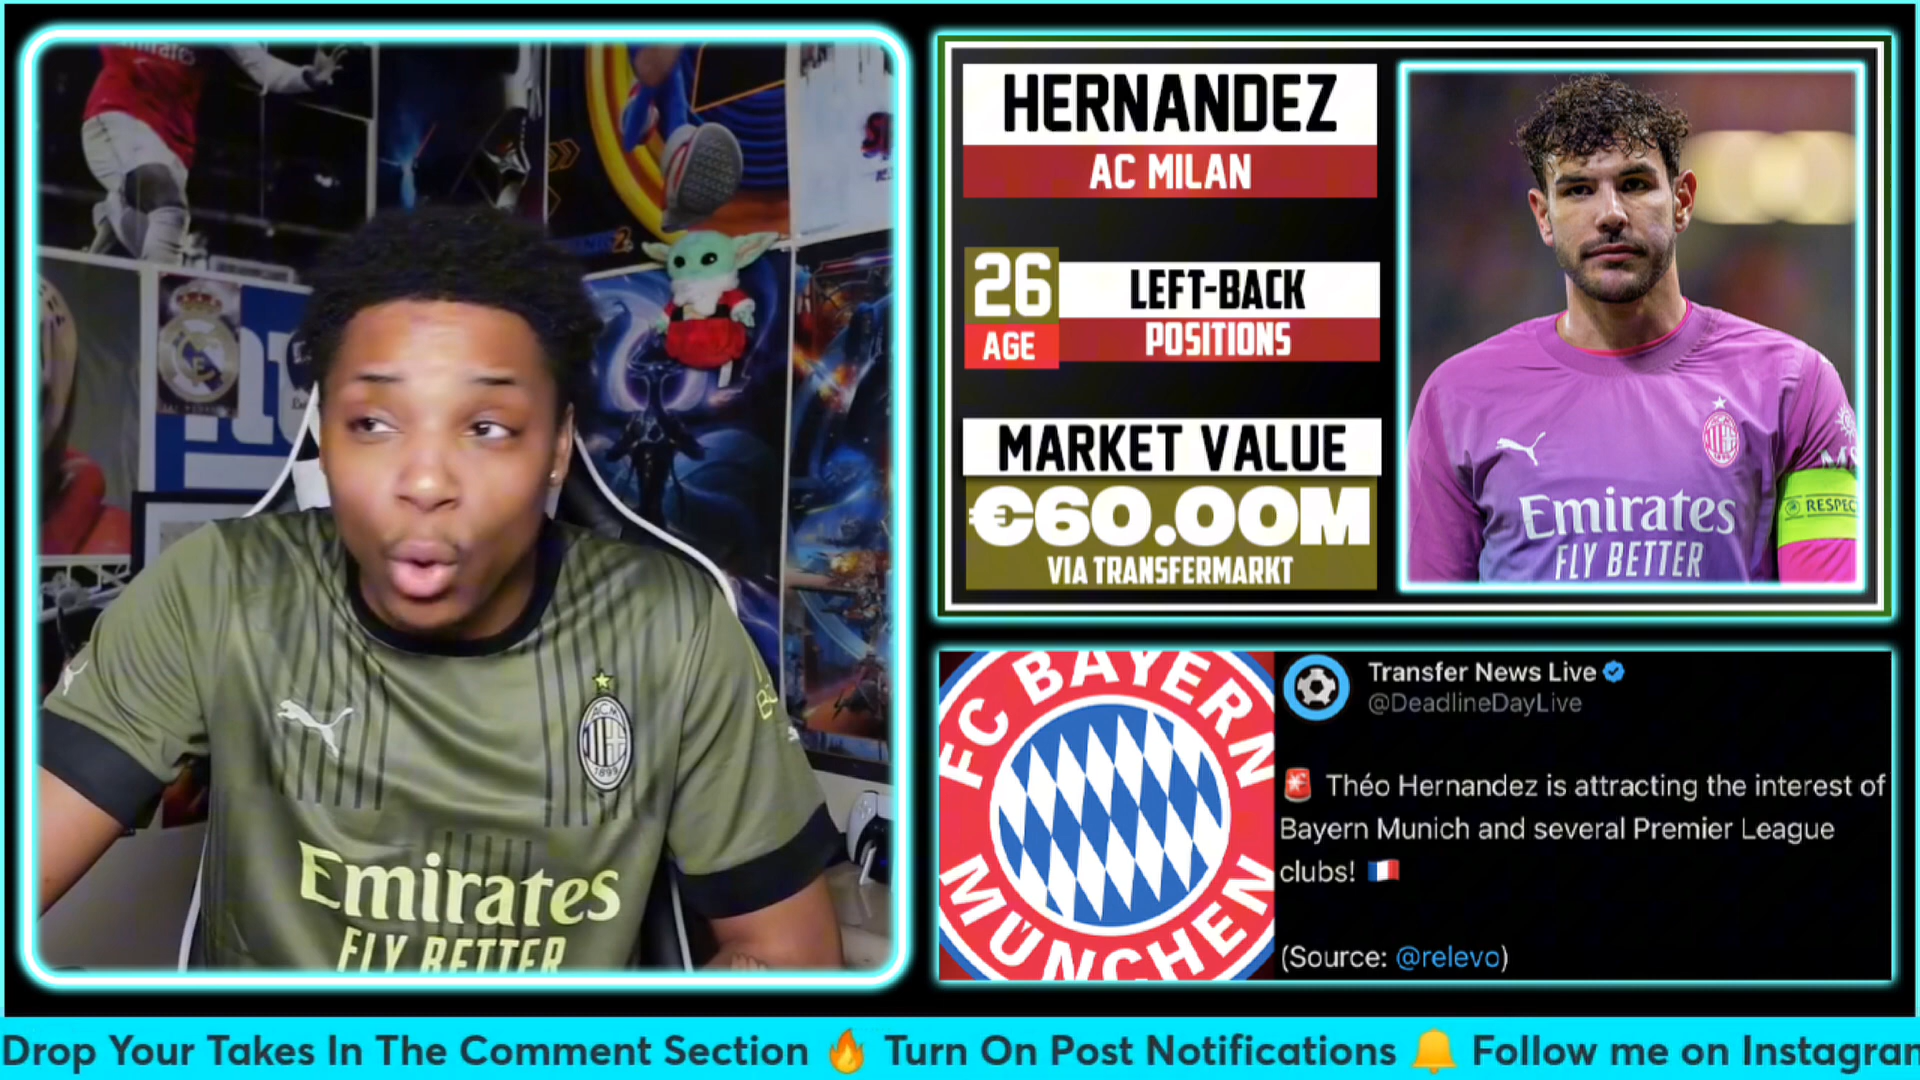 Emirates
FLY BETTER
1899
HERNANDEZ
AC MILAN
26
AGE
LEFT-BACK
POSITIONS
MARKET VALUE
€60.00M
VIA TRANSFERMARKT
Emirates
FLY BETTER
RESPEC
FC BAYERN
MÜNCHEN
Transfer News Live
@DeadlineDayLive
🚨 Théo Hernandez is attracting the interest of
Bayern Munich and several Premier League
clubs! 🇫🇷
(Source: @relevo)
Drop Your Takes In The Comment Section 🔥 Turn On Post Notifications 🔔 Follow me on Instagram